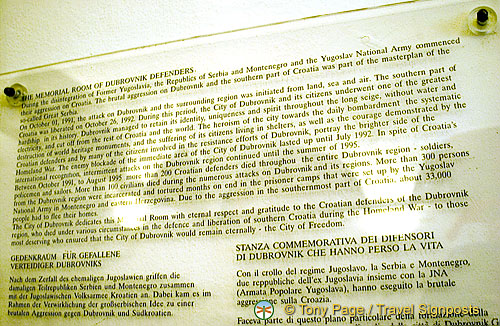 THE MEMORIAL ROOM OF DUBROVNIK DEFENDERS
During the disintegration of Former Yugoslavia, the Republics of Serbia and Montenegro and the Yugoslav National Army commenced
their agression on Croatia. The brutal agression on Dubrovnik and the southern part of Croatia was part of the masterplan of the
so-called Great Serbia.
On October 01, 1991, the attack on Dubrovnik and the surrounding region was initiated from land, sea and air. The southern part of
Croatia was liberated on October 26, 1992. During this period, the City of Dubrovnik and its citizens underwent one of the greatest
hardship. in its history. Dubrovnik managed to retain its identity, uniqueness and spirit throughout the long seige, without water and
electricity, and cut off from the rest of Croatia and the world. The heroism of the city towards the daily bombardment, the systematic
destruction of world heritage monuments, and the suffering of its citizens living in shelters, as well as the courage demonstrated by the
Croatian defenders and by many of the citizens involved in the resistance efforts of Dubrovnik, portray the brighter side of the
Homeland War. The enemy blockade of the immediate area of the City of Dubrovnik lasted up until July 1992. In spite of Croatia's
international recognition, intermittent attacks on the Dubrovnik region continued until the summer of 1995.
Between October 1991, to August 1995, more than 200 Croatian defenders died throughout the entire Dubrovnik region - soldiers,
policemen and sailors. More than 100 civilians died during the numerous attacks on Dubrovnik and its regions. More than 300 persons
from the Dubrovnik region were incarcerated and tortured months on end in the prisoner camps that were set up by the Yugoslav
National Army in Montenegro and eastern Herzegovina. Due to the agression in the southernmost part of Croatia, about 33,000
people had to flee their homes.
The City of Dubrovnik dedicates this Memorial Room with eternal respect and gratitude to the Croatian defenders of the Dubrovnik
region, who died under various circumstances in the defence and liberation of southern Croatia during the Homeland War - to those
most deserving who ensured that the City of Dubrovnik would remain eternally - the City of Freedom.
GEDENKRAUM FÜR GEFALLENE
VERTEIDIGER DUBROVNIKS
Nach dem Zerfall des ehemaligen Jugoslawien griffen die
damaligen Teilrepubliken Serbien und Montenegro zusammen
mit der Jugoslawischen Volksarmee Kroatien an. Dabei kam es im
Rahmen der Verwirklichung der großserbischen Idee zu einer
brutalen Aggression gegen Dubrovnik und Südkroatien.
STANZA COMMEMORATIVA DEI DIFENSORI
DI DUBROVNIK CHE HANNO PERSO LA VITA
Con il crollo del regime Jugoslavo, la Serbia e Montenegro,
due reppubliche dell'ex Jugoslavia insieme con la JNA
(Armata Popolare Yugoslava), hanno eseguito la brutale
aggressione sulla Croazia.
Faceva parte di questo piano particolare della
© Tony Page / Travel Signposts